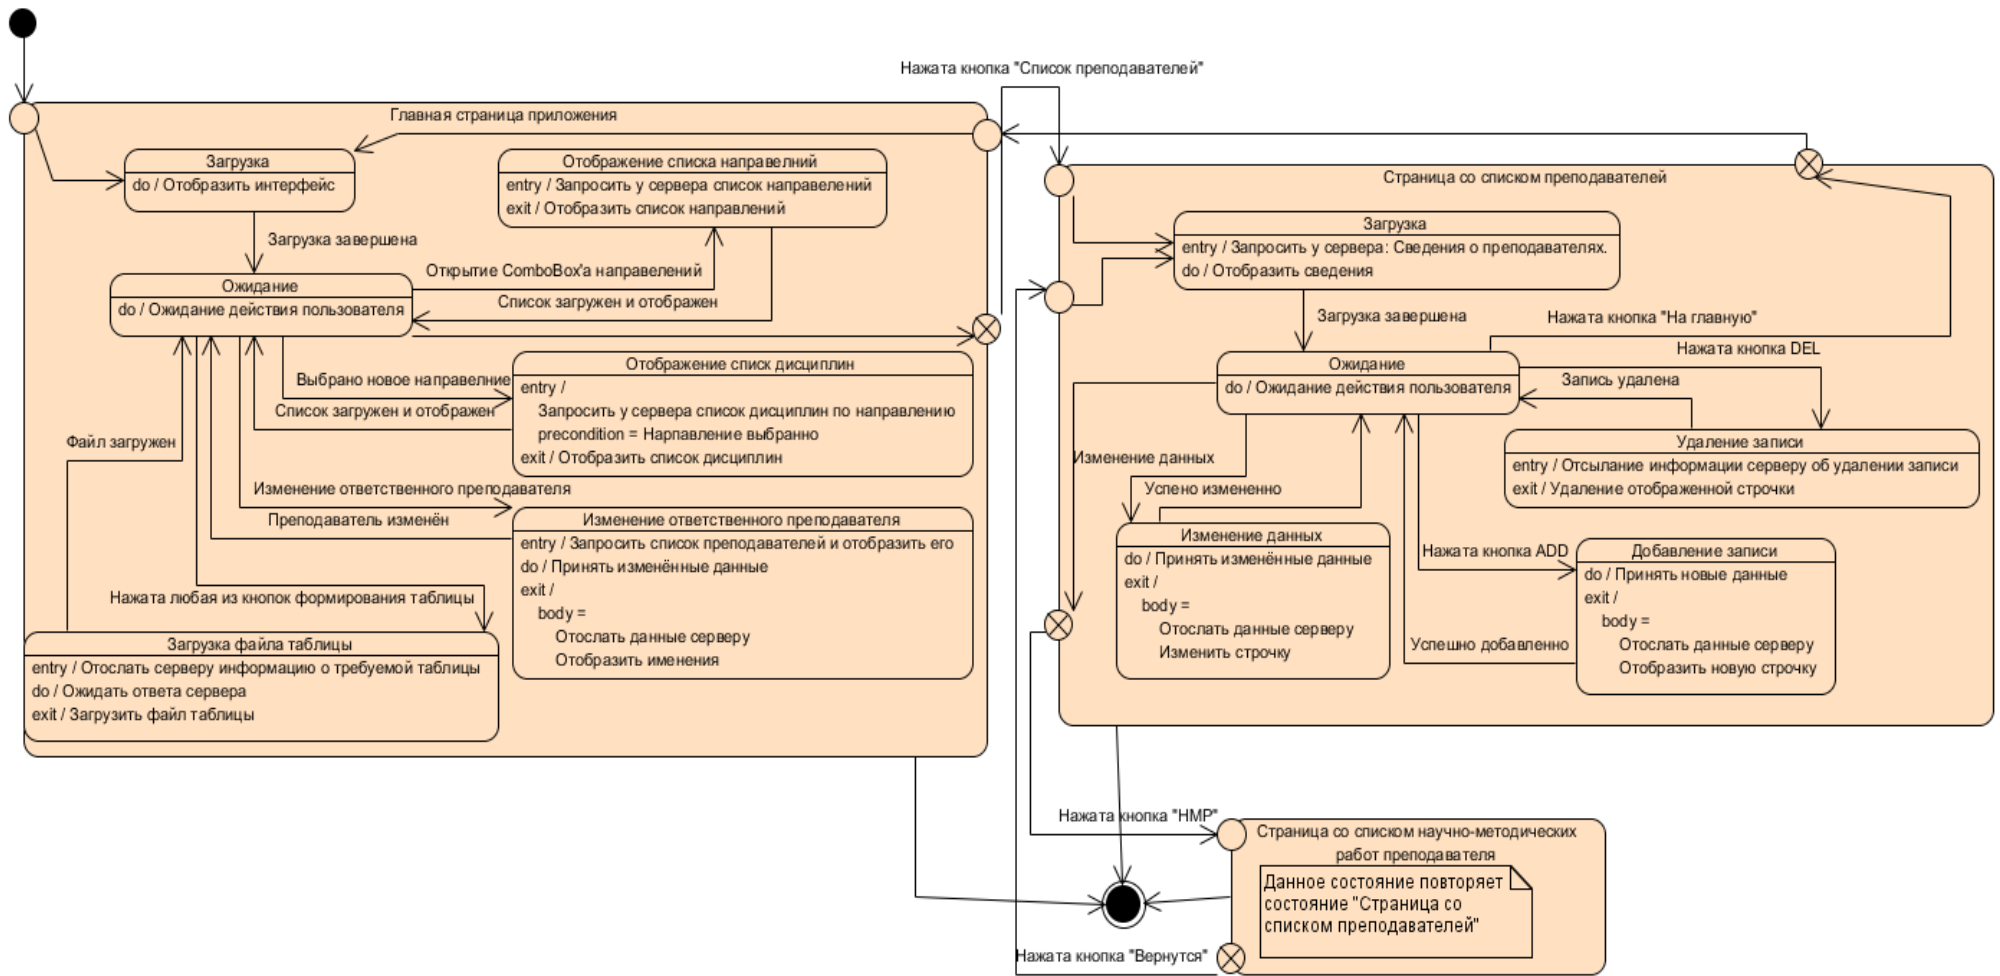 Нажата кнопка "Список преподавателей"
Главная страница приложения
Загрузка
do / Отобразить интерфейс
Загрузка завершена
Отображение списка направелний
entry / Запросить у сервера список направелений
exit / Отобразить список направлений
Открытие ComboBox'а направелений
Список загружен и отображен
Ожидание
do / Ожидание действия пользователя
Выбрано новое направелние
Список загружен и отображен
Отображение списк дисциплин
entry /
Запросить у сервера список дисциплин по направлению
precondition = Нарпавление выбранно
exit / Отобразить список дисциплин
Файл загружен
Изменение ответственного преподавателя
Преподаватель изменён
Изменение ответственного преподавателя
entry / Запросить список преподавателей и отобразить его
do / Принять изменённые данные
exit /
body =
Отослать данные серверу
Отобразить именения
Нажата любая из кнопок формирования таблицы
Загрузка файла таблицы
entry / Отослать серверу информацию о требуемой таблицы
do / Ожидать ответа сервера
exit / Загрузить файл таблицы
Страница со списком преподавателей
Загрузка
entry / Запросить у сервера: Сведения о преподавателях.
do / Отобразить сведения
Загрузка завершена
Нажата кнопка "На главную"
Нажата кнопка DEL
Запись удалена
Ожидание
do / Ожидание действия пользователя
Удаление записи
entry / Отсылание информации серверу об удалении записи
exit / Удаление отображенной строчки
Изменение данных
Успено измененно
Изменение данных
do / Принять изменённые данные
exit /
body =
Отослать данные серверу
Изменить строчку
Нажата кнопка ADD
Успешно добавленно
Добавление записи
do / Принять новые данные
exit /
body =
Отослать данные серверу
Отобразить новую строчку
Нажата кнопка "НМР"
Страница со списком научно-методических
работ преподавателя
Данное состояние повторяет
состояние "Страница со
списком преподавателей"
Нажата кнопка "Вернутся"